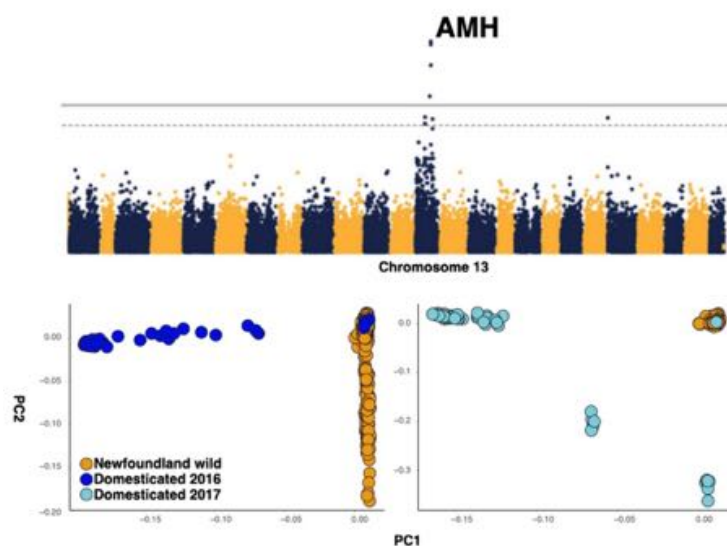 AMH
Chromosome 13
PC2
0.00
−0.05
−0.10
−0.15
−0.20
−0.15
−0.10
−0.05
0.00
Newfoundland wild
Domesticated 2016
Domesticated 2017
0.0
−0.1
−0.2
−0.3
−0.15
−0.10
−0.05
0.00
PC1